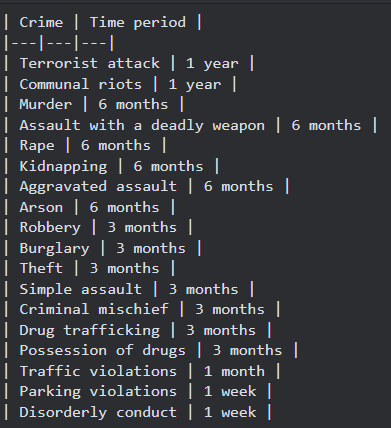 | Crime | Time period |
|---|---|---|
| Terrorist attack | 1 year |
| Communal riots | 1 year |
| Murder | 6 months |
| Assault with a deadly weapon | 6 months |
| Rape | 6 months |
| Kidnapping | 6 months |
| Aggravated assault | 6 months |
| Arson | 6 months |
| Robbery | 3 months |
| Burglary | 3 months |
| Theft | 3 months |
| Simple assault | 3 months |
| Criminal mischief | 3 months |
| Drug trafficking | 3 months |
| Possession of drugs | 3 months |
| Traffic violations | 1 month |
| Parking violations | 1 week |
| Disorderly conduct | 1 week |